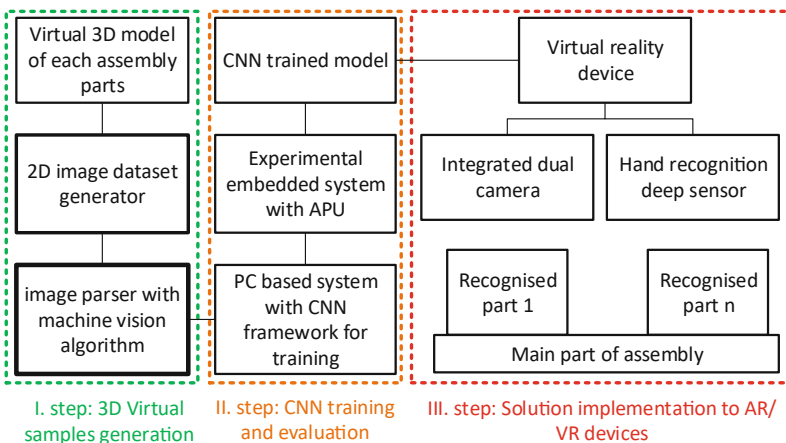 Virtual 3D model
of each assembly
parts
2D image dataset
generator
image parser with
machine vision
algorithm
I. step: 3D Virtual
samples generation
CNN trained model
Experimental
embedded system
with APU
PC based system
with CNN
framework for
training
II. step: CNN training
and evaluation
Virtual reality
device
Integrated dual
camera
Hand recognition
deep sensor
Recognised
part 1
Recognised
part n
Main part of assembly
III. step: Solution implementation to AR/
VR devices